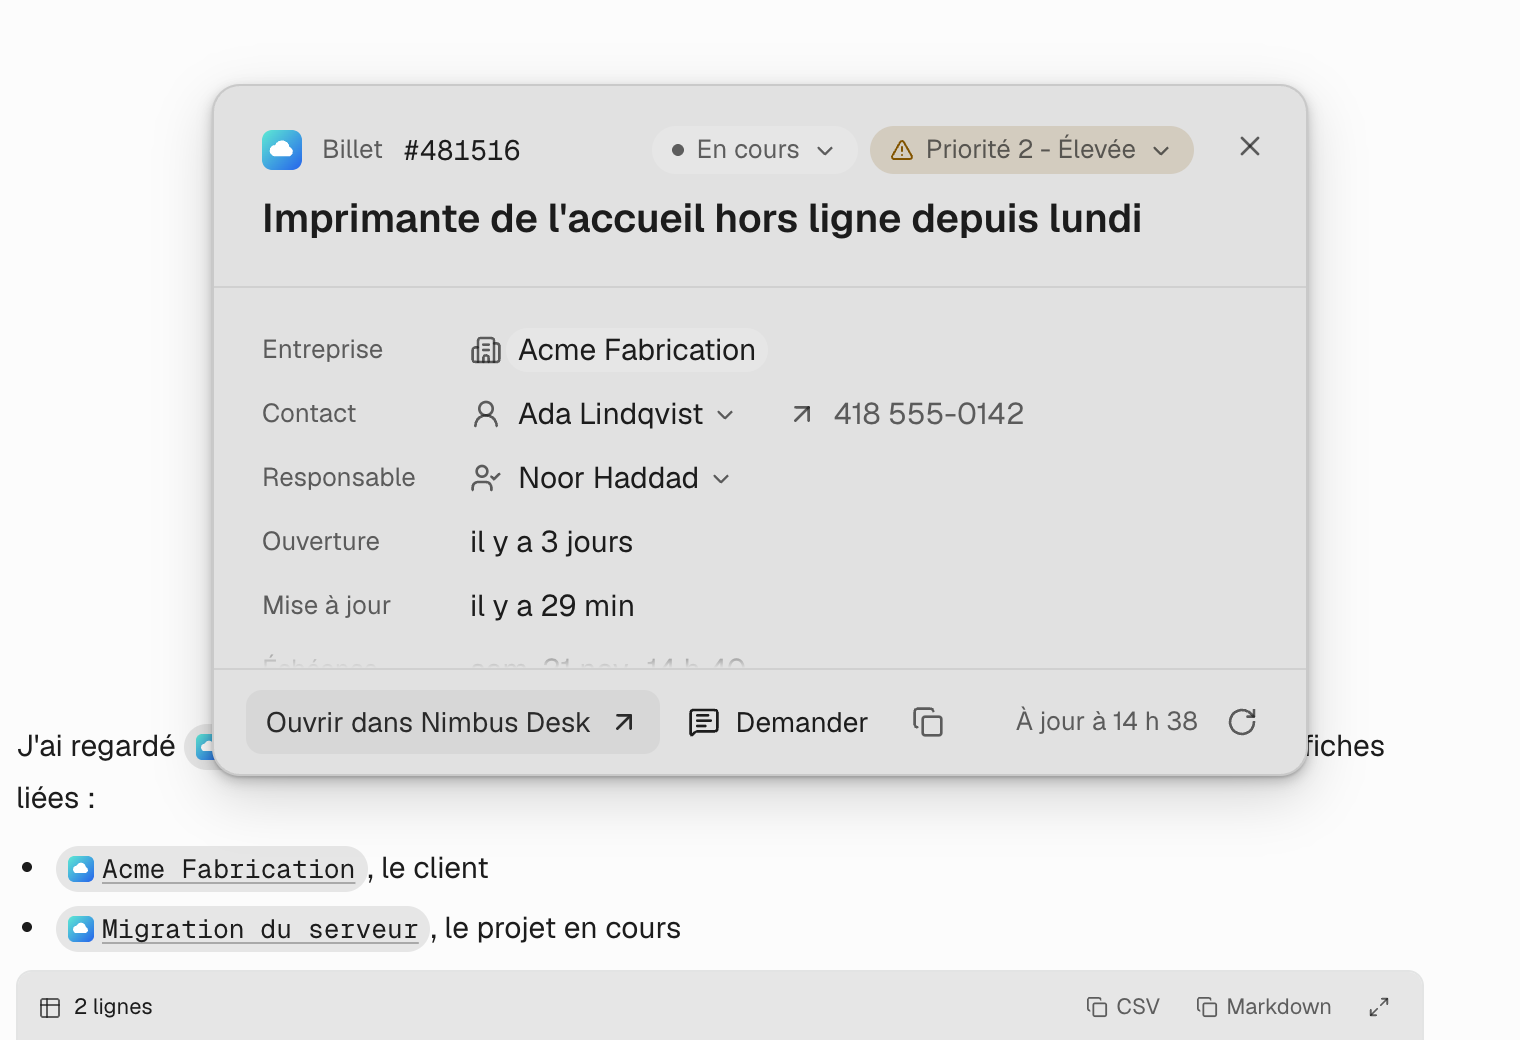 Billet #481516
En cours
Priorité 2 - Élevée
Imprimante de l'accueil hors ligne depuis lundi
Entreprise Acme Fabrication
Contact Ada Lindqvist 418 555-0142
Responsable Noor Haddad
Ouverture il y a 3 jours
Mise à jour il y a 29 min
Ouvrir dans Nimbus Desk Demander À jour à 14 h 38
J'ai regardé fiches
liées :
• Acme Fabrication, le client
• Migration du serveur, le projet en cours
2 lignes CSV Markdown